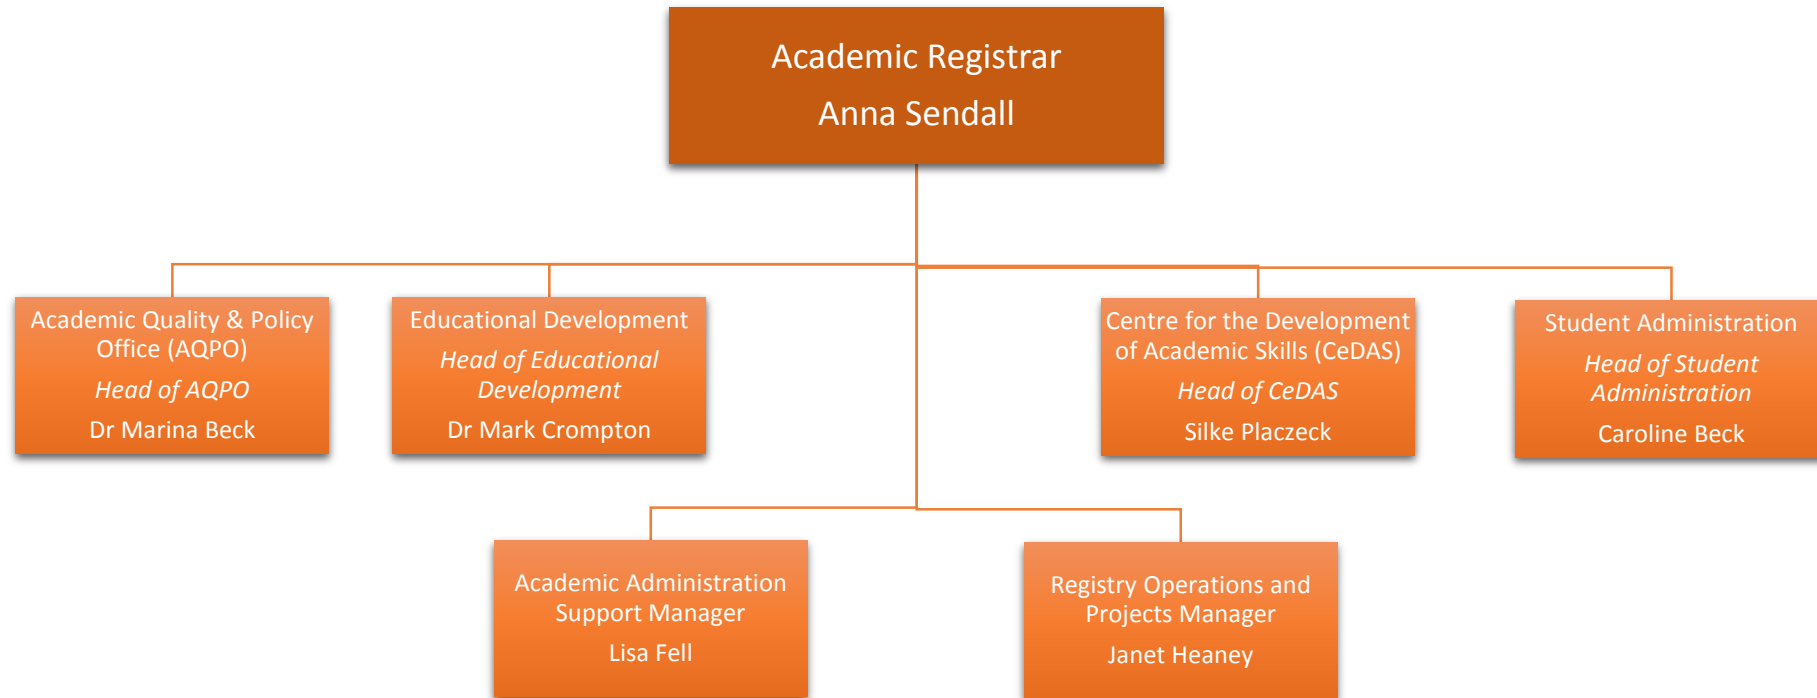 Academic Registrar
Anna Sendall
Academic Quality & Policy
Office (AQPO)
Head of AQPO
Dr Marina Beck
Educational Development
Head of Educational
Development
Dr Mark Crompton
Centre for the Development
of Academic Skills (CeDAS)
Head of CeDAS
Silke Placzeck
Student Administration
Head of Student
Administration
Caroline Beck
Academic Administration
Support Manager
Lisa Fell
Registry Operations and
Projects Manager
Janet Heaney